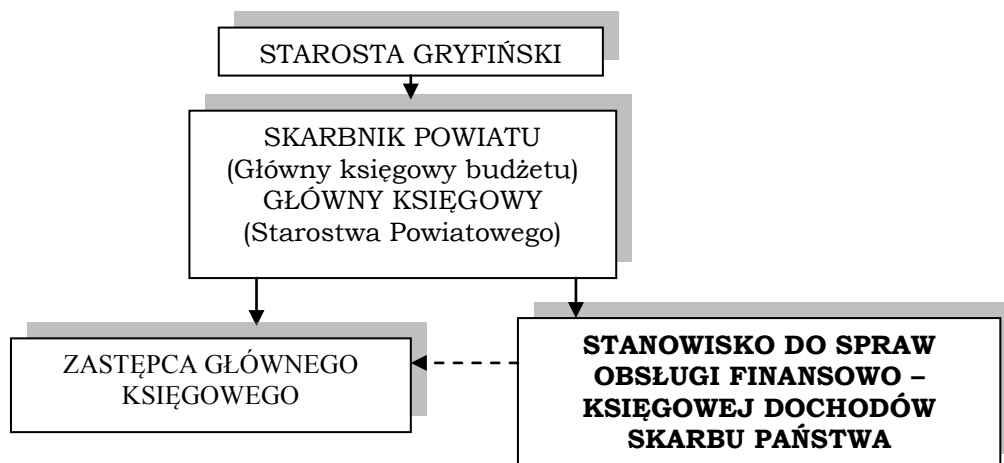 STAROSTA GRYFIŃSKI
SKARBNIK POWIATU
(Główny księgowy budżetu)
GŁÓWNY KSIĘGOWY
(Starostwa Powiatowego)
ZASTĘPCA GŁÓWNEGO
KSIĘGOWEGO
STANOWISKO DO SPRAW
OBSŁUGI FINANSOWO –
KSIĘGOWEJ DOCHODÓW
SKARBU PAŃSTWA